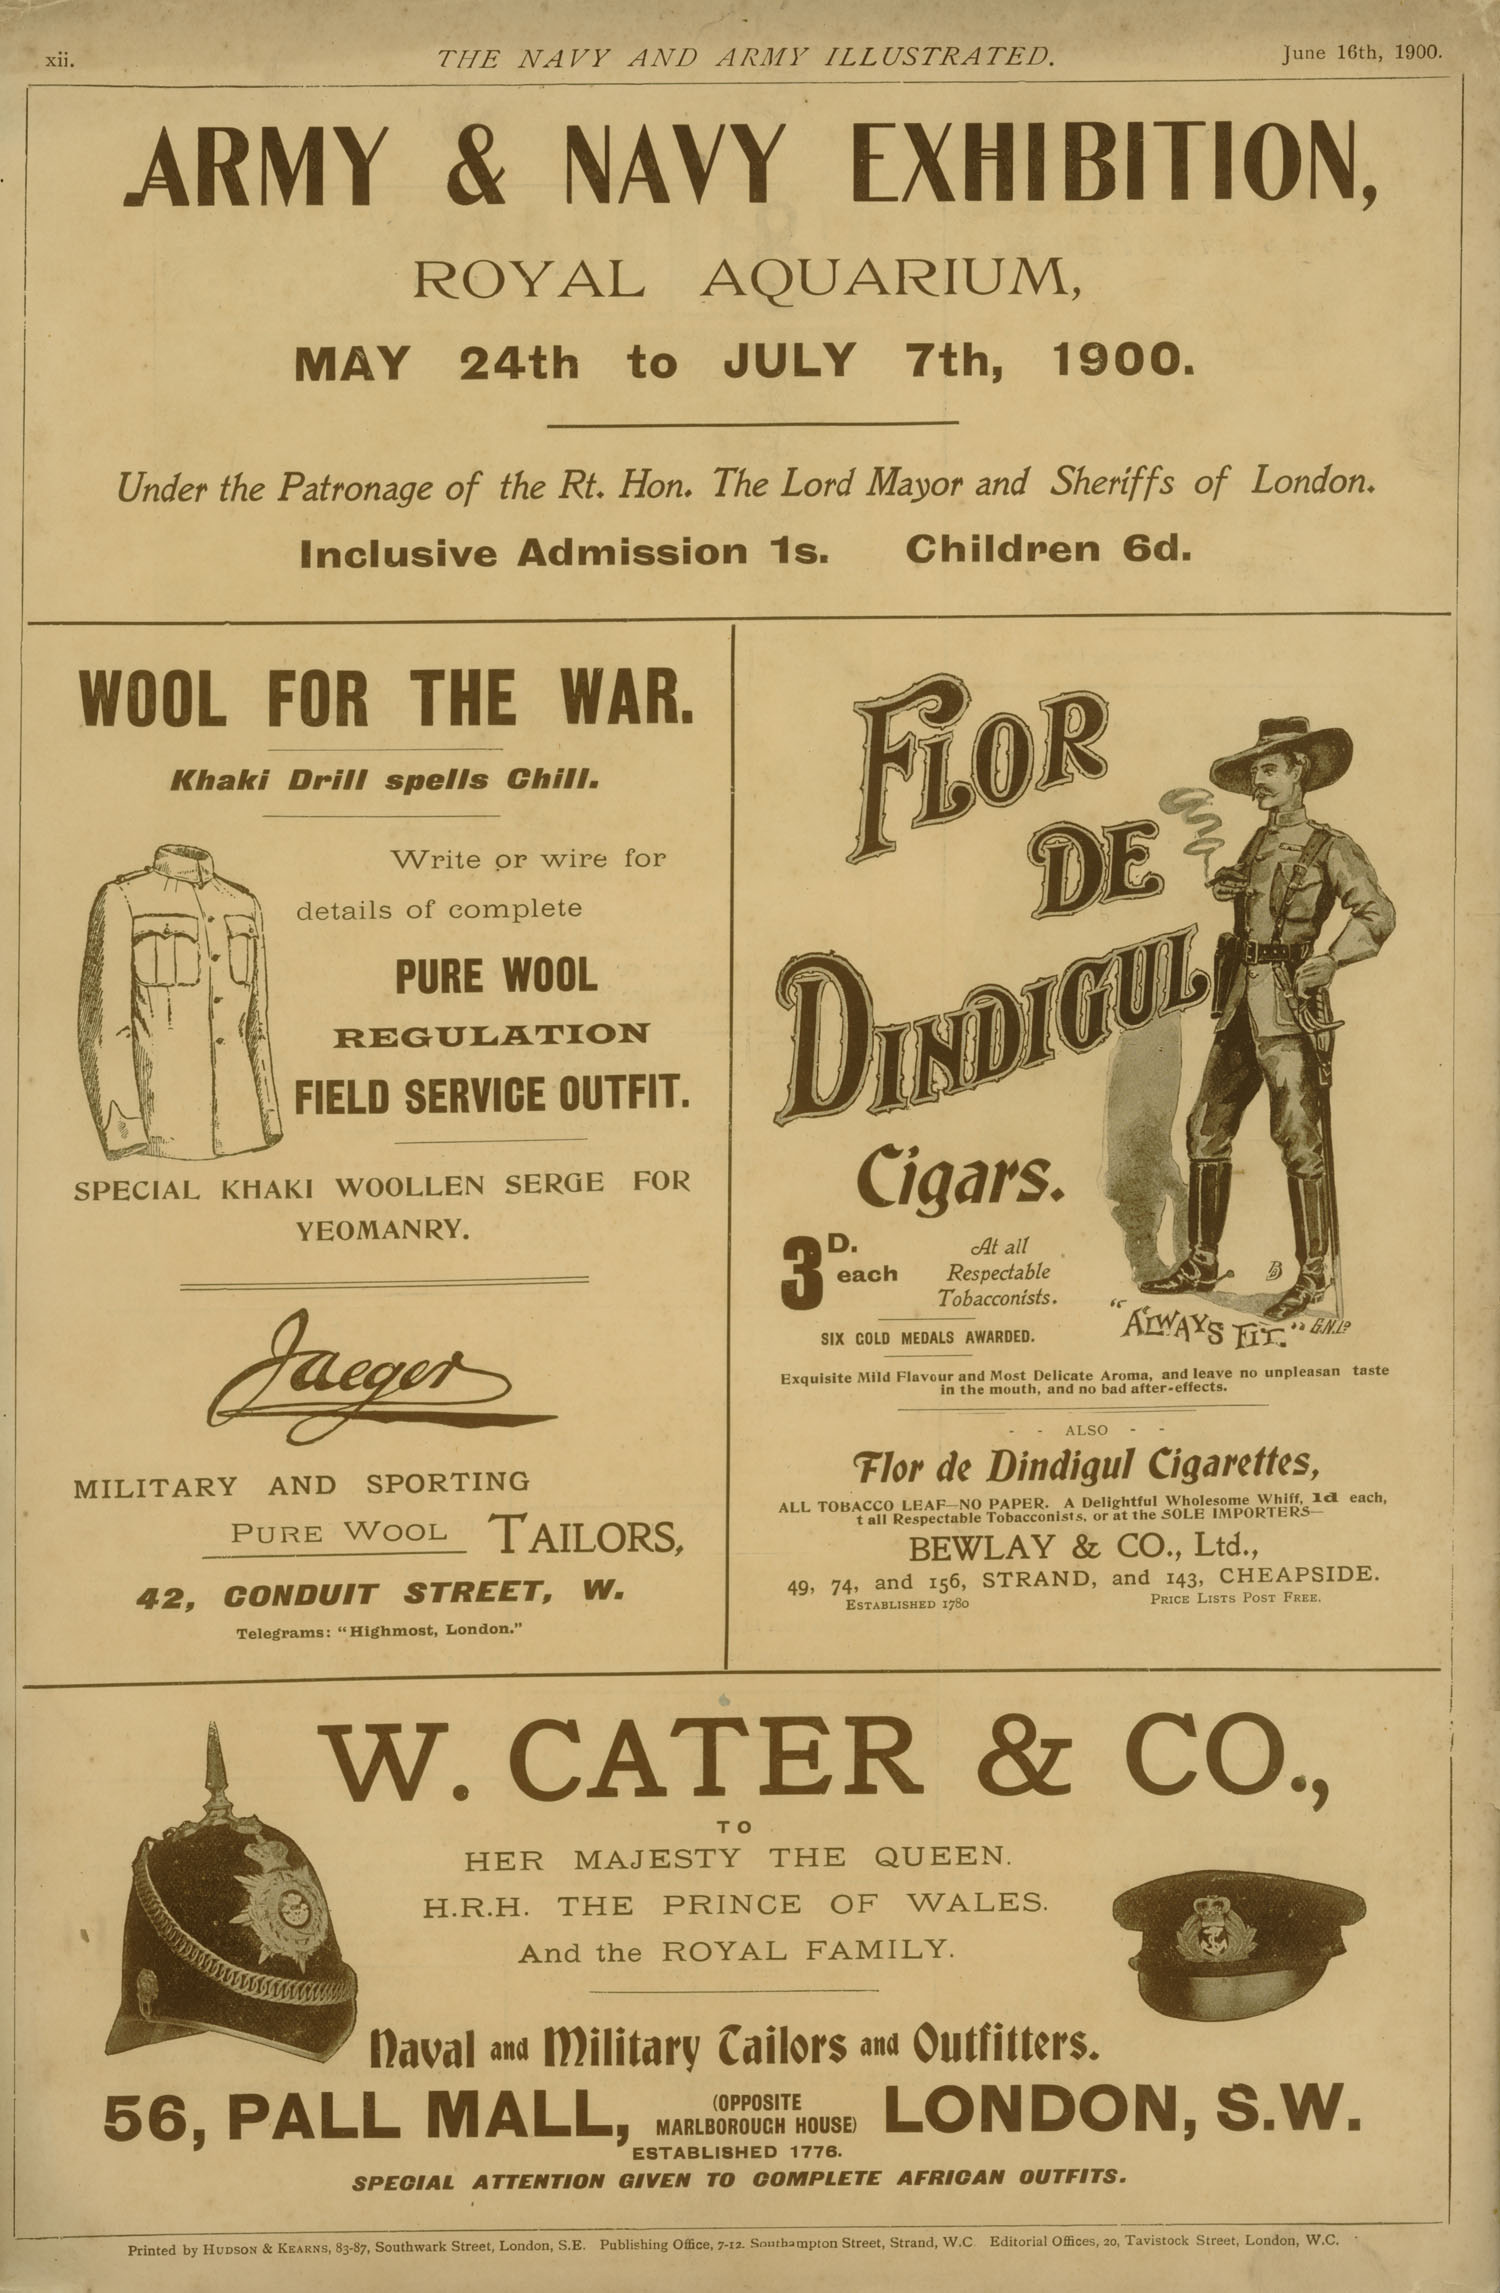 xii.
THE NAVY AND ARMY ILLUSTRATED.
June 16th, 1900.
ARMY & NAVY EXHIBITION,
ROYAL AQUARIUM,
MAY 24th to JULY 7th, 1900.
Under the Patronage of the Rt. Hon. The Lord Mayor and Sheriffs of London.
Inclusive Admission 1s. Children 6d.
WOOL FOR THE WAR.
Khaki Drill spells Chill.
Write or wire for
details of complete
PURE WOOL
REGULATION
FIELD SERVICE OUTFIT.
SPECIAL KHAKI WOOLLEN SERGE FOR
YEOMANRY.
Jaeger
MILITARY AND SPORTING
PURE WOOL TAILORS,
42, CONDUIT STREET, W.
Telegrams: "Highmost, London."
FLOR
DE
DINDIGUL
Cigars.
3D. each
At all
Respectable
Tobacconists.
SIX GOLD MEDALS AWARDED.
B
"ALWAYS FIT." G.N.Ld
Exquisite Mild Flavour and Most Delicate Aroma, and leave no unpleasan taste
in the mouth, and no bad after-effects.
- - ALSO - -
Flor de Dindigul Cigarettes,
ALL TOBACCO LEAF—NO PAPER. A Delightful Wholesome Whiff, 1d each,
t all Respectable Tobacconists, or at the SOLE IMPORTERS—
BEWLAY & CO., Ltd.,
49, 74, and 156, STRAND, and 143, CHEAPSIDE.
ESTABLISHED 1780 PRICE LISTS POST FREE.
W. CATER & CO.,
TO
HER MAJESTY THE QUEEN.
H.R.H. THE PRINCE OF WALES.
And the ROYAL FAMILY.
Naval and Military Tailors and Outfitters.
56, PALL MALL, (OPPOSITE MARLBOROUGH HOUSE) LONDON, S.W.
ESTABLISHED 1776.
SPECIAL ATTENTION GIVEN TO COMPLETE AFRICAN OUTFITS.
Printed by HUDSON & KEARNS, 83-87, Southwark Street, London, S.E. Publishing Office, 7-12. Southampton Street, Strand, W.C. Editorial Offices, 20, Tavistock Street, London, W.C.